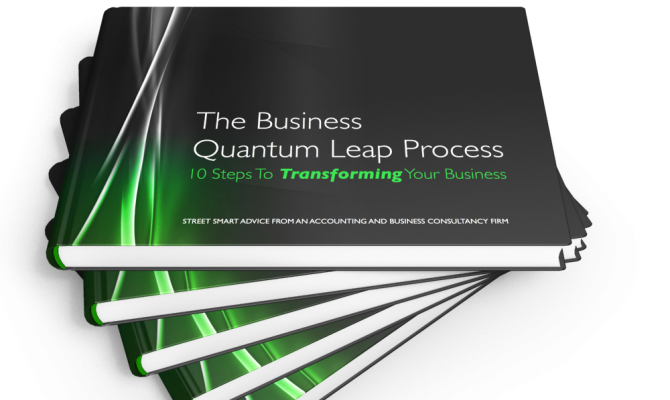 The Business
Quantum Leap Process
10 Steps To Transforming Your Business
STREET SMART ADVICE FROM AN ACCOUNTING AND BUSINESS CONSULTANCY FIRM